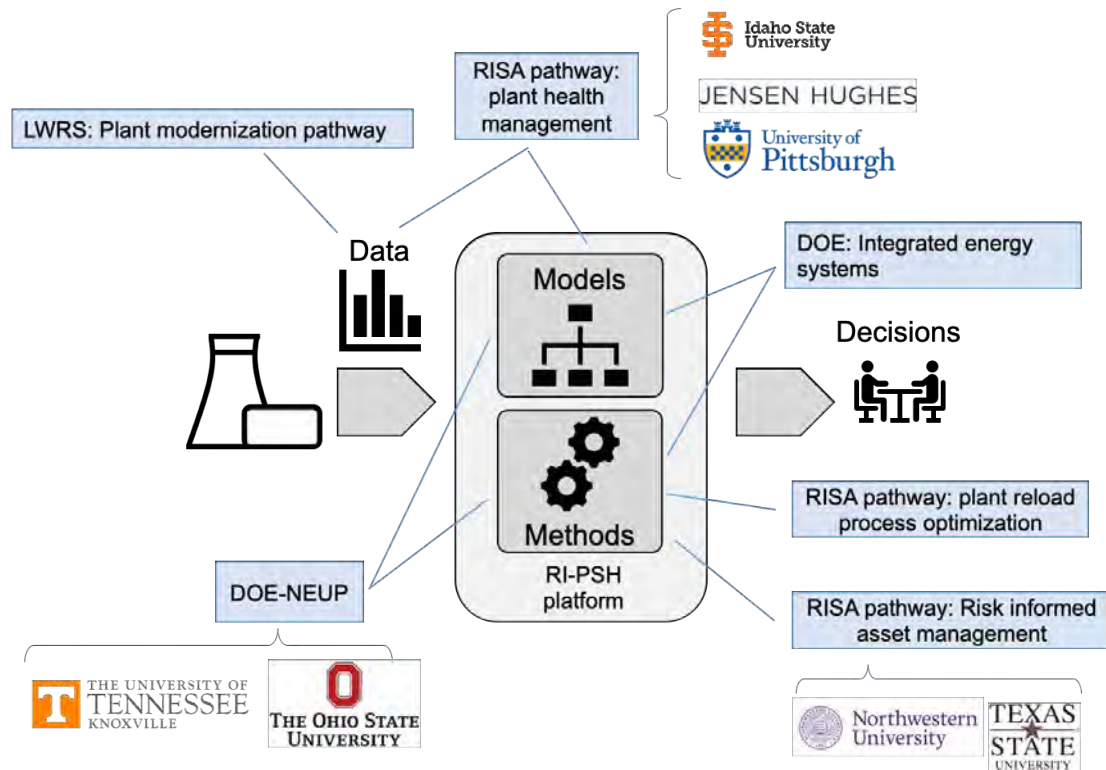 Idaho State
University
RISA pathway:
plant health
management
JENSEN HUGHES
LWRS: Plant modernization pathway
University of
Pittsburgh
Data
DOE: Integrated energy
systems
Models
Decisions
Methods
RISA pathway: plant reload
process optimization
RI-PSH
platform
DOE-NEUP
RISA pathway: Risk informed
asset management
T
THE UNIVERSITY OF
TENNESSEE
KNOXVILLE
THE OHIO STATE
UNIVERSITY
Northwestern
University
TEXAS
STATE
UNIVERSITY